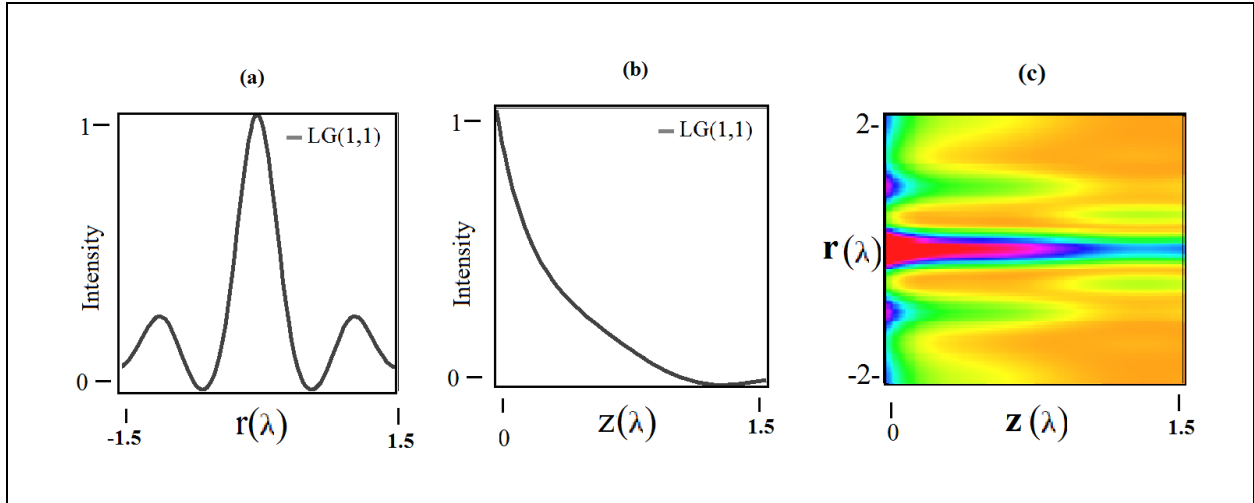 (a)
1
LG(1,1)
Intensity
0
-1.5
r(λ)
1.5
(b)
1
LG(1,1)
Intensity
0
0
z(λ)
1.5
(c)
2-
r(λ)
-2-
0
z(λ)
1.5